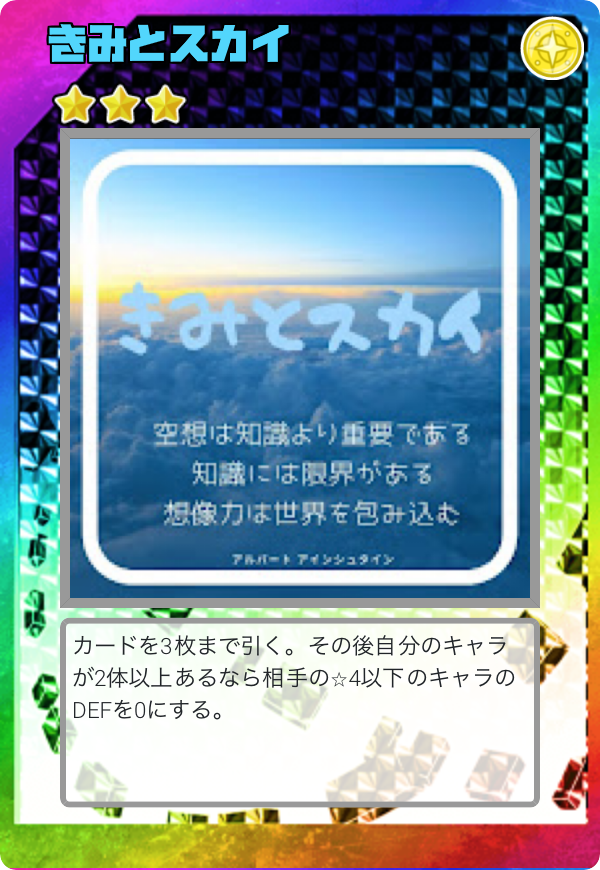 きみとスカイ
きみとスカイ
空想は知識より重要である
知識には限界がある
想像力は世界を包み込む
アルバート アインシュタイン
カードを3枚まで引く。その後自分のキャラ
が2体以上あるなら相手の☆4以下のキャラの
DEFを0にする。